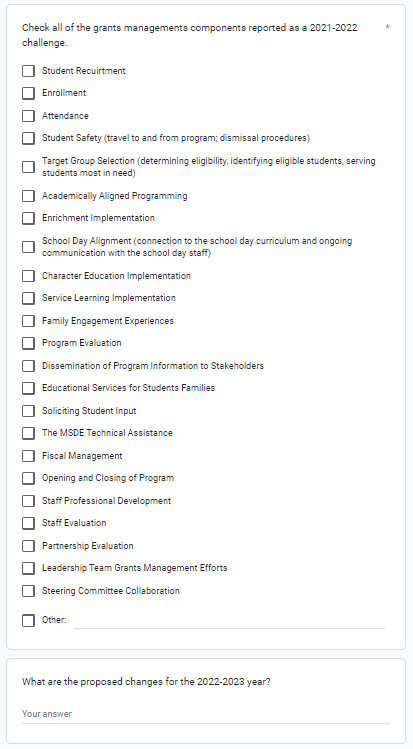 Check all of the grants managements components reported as a 2021-2022 *
challenge.
Student Recuirtment
Enrollment
Attendance
Student Safety (travel to and from program; dismissal procedures)
Target Group Selection (determining eligibility, identifying eligible students, serving
students most in need)
Academically Aligned Programming
Enrichment Implementation
School Day Alignment (connection to the school day curriculum and ongoing
communication with the school day staff)
Character Education Implementation
Service Learning Implementation
Family Engagement Experiences
Program Evaluation
Dissemination of Program Information to Stakeholders
Educational Services for Students Families
Soliciting Student Input
The MSDE Technical Assistance
Fiscal Management
Opening and Closing of Program
Staff Professional Development
Staff Evaluation
Partnership Evaluation
Leadership Team Grants Management Efforts
Steering Committee Collaboration
Other:
What are the proposed changes for the 2022-2023 year?
Your answer